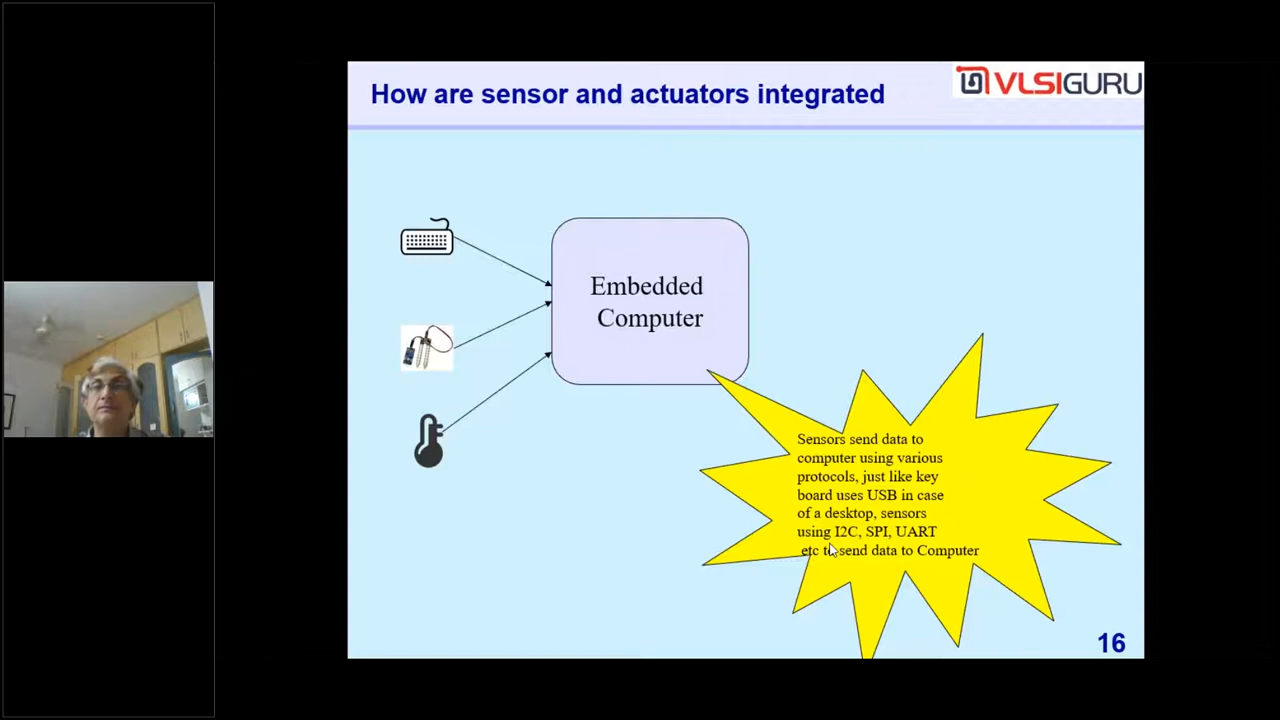 How are sensor and actuators integrated
VLSIGURU
Embedded
Computer
Sensors send data to
computer using various
protocols, just like key
board uses USB in case
of a desktop, sensors
using I2C, SPI, UART
etc to send data to Computer
16